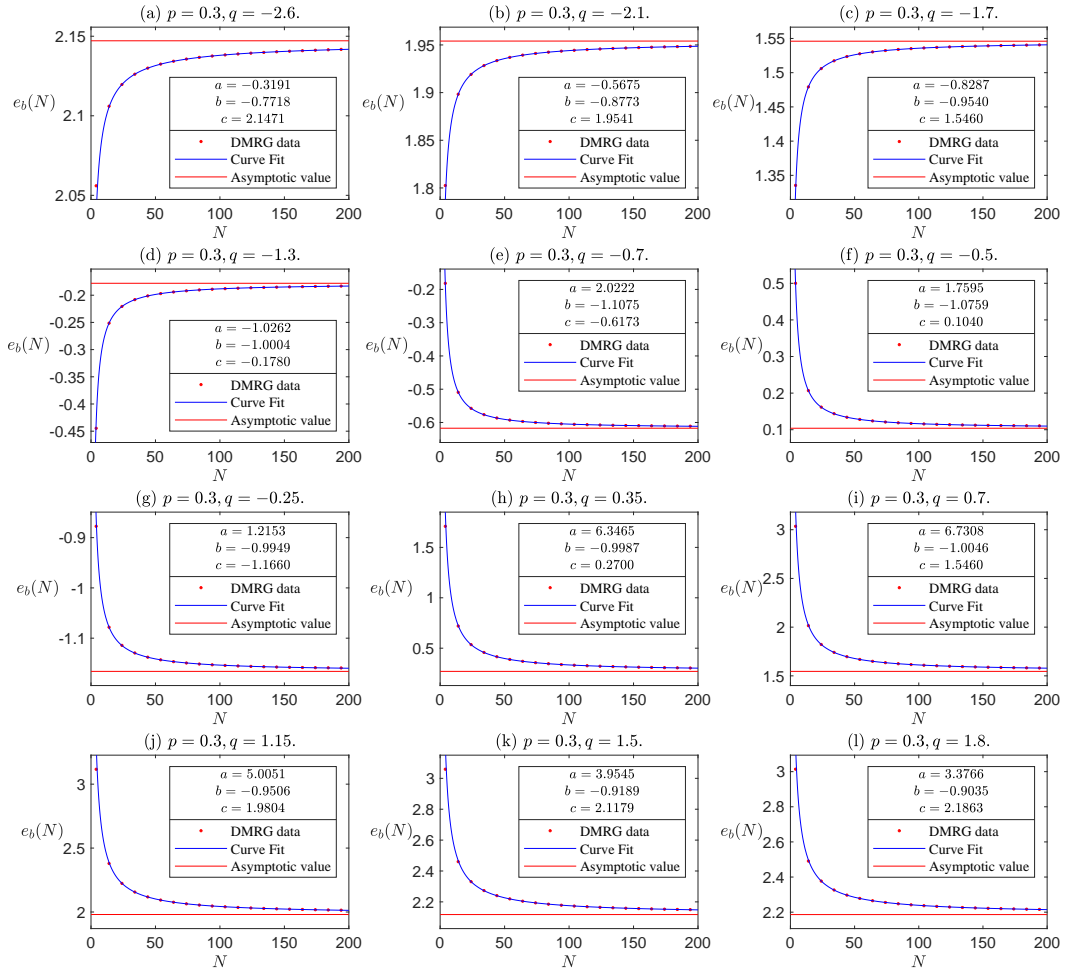 (a) p = 0.3, q = −2.6.
2.15
2.1
2.05
e_b(N)
a = −0.3191
b = −0.7718
c = 2.1471
DMRG data
Curve Fit
Asymptotic value
0 50 100 150 200
N
(b) p = 0.3, q = −2.1.
1.95
1.9
1.85
1.8
e_b(N)
a = −0.5675
b = −0.8773
c = 1.9541
DMRG data
Curve Fit
Asymptotic value
0 50 100 150 200
N
(c) p = 0.3, q = −1.7.
1.55
1.5
1.45
1.4
1.35
e_b(N)
a = −0.8287
b = −0.9540
c = 1.5460
DMRG data
Curve Fit
Asymptotic value
0 50 100 150 200
N
(d) p = 0.3, q = −1.3.
-0.2
-0.25
-0.3
-0.35
-0.4
-0.45
e_b(N)
a = −1.0262
b = −1.0004
c = −0.1780
DMRG data
Curve Fit
Asymptotic value
0 50 100 150 200
N
(e) p = 0.3, q = −0.7.
-0.2
-0.3
-0.4
-0.5
-0.6
e_b(N)
a = 2.0222
b = −1.1075
c = −0.6173
DMRG data
Curve Fit
Asymptotic value
0 50 100 150 200
N
(f) p = 0.3, q = −0.5.
0.5
0.4
0.3
0.2
0.1
e_b(N)
a = 1.7595
b = −1.0759
c = 0.1040
DMRG data
Curve Fit
Asymptotic value
0 50 100 150 200
N
(g) p = 0.3, q = −0.25.
-0.9
-1
-1.1
e_b(N)
a = 1.2153
b = −0.9949
c = −1.1660
DMRG data
Curve Fit
Asymptotic value
0 50 100 150 200
N
(h) p = 0.3, q = 0.35.
1.5
1
0.5
e_b(N)
a = 6.3465
b = −0.9987
c = 0.2700
DMRG data
Curve Fit
Asymptotic value
0 50 100 150 200
N
(i) p = 0.3, q = 0.7.
3
2.5
2
1.5
e_b(N)
a = 6.7308
b = −1.0046
c = 1.5460
DMRG data
Curve Fit
Asymptotic value
0 50 100 150 200
N
(j) p = 0.3, q = 1.15.
3
2.5
2
e_b(N)
a = 5.0051
b = −0.9506
c = 1.9804
DMRG data
Curve Fit
Asymptotic value
0 50 100 150 200
N
(k) p = 0.3, q = 1.5.
3
2.8
2.6
2.4
2.2
e_b(N)
a = 3.9545
b = −0.9189
c = 2.1179
DMRG data
Curve Fit
Asymptotic value
0 50 100 150 200
N
(l) p = 0.3, q = 1.8.
3
2.8
2.6
2.4
2.2
e_b(N)
a = 3.3766
b = −0.9035
c = 2.1863
DMRG data
Curve Fit
Asymptotic value
0 50 100 150 200
N